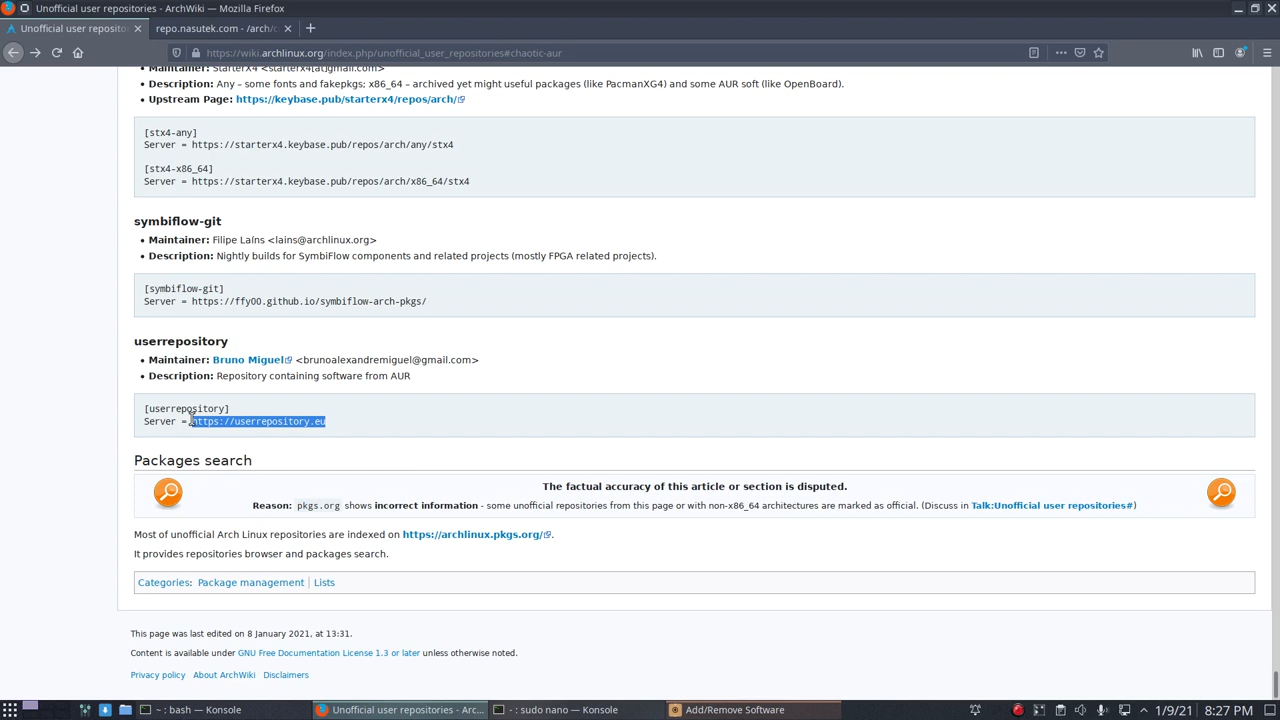 Unofficial user repositories - ArchWiki — Mozilla Firefox
Unofficial user repositor
repo.nasutek.com - /arch/c
https://wiki.archlinux.org/index.php/unofficial_user_repositories#chaotic-aur
• Maintainer: StarterX4 <starterx4[at]gmail.com>
• Description: Any – some fonts and fakepkgs; x86_64 – archived yet might useful packages (like PacmanXG4) and some AUR soft (like OpenBoard).
• Upstream Page: https://keybase.pub/starterx4/repos/arch/
[stx4-any]
Server = https://starterx4.keybase.pub/repos/arch/any/stx4
[stx4-x86_64]
Server = https://starterx4.keybase.pub/repos/arch/x86_64/stx4
symbiflow-git
• Maintainer: Filipe Laíns <lains@archlinux.org>
• Description: Nightly builds for SymbiFlow components and related projects (mostly FPGA related projects).
[symbiflow-git]
Server = https://ffy00.github.io/symbiflow-arch-pkgs/
userrepository
• Maintainer: Bruno Miguel <brunoalexandremiguel@gmail.com>
• Description: Repository containing software from AUR
[userrepository]
Server = https://userrepository.eu
Packages search
The factual accuracy of this article or section is disputed.
Reason: pkgs.org shows incorrect information - some unofficial repositories from this page or with non-x86_64 architectures are marked as official. (Discuss in Talk:Unofficial user repositories#)
Most of unofficial Arch Linux repositories are indexed on https://archlinux.pkgs.org/.
It provides repositories browser and packages search.
Categories: Package management | Lists
This page was last edited on 8 January 2021, at 13:31.
Content is available under GNU Free Documentation License 1.3 or later unless otherwise noted.
Privacy policy About ArchWiki Disclaimers
~ : bash — Konsole
Unofficial user repositories - Arc...
~ : sudo nano — Konsole
Add/Remove Software
1/9/21 8:27 PM